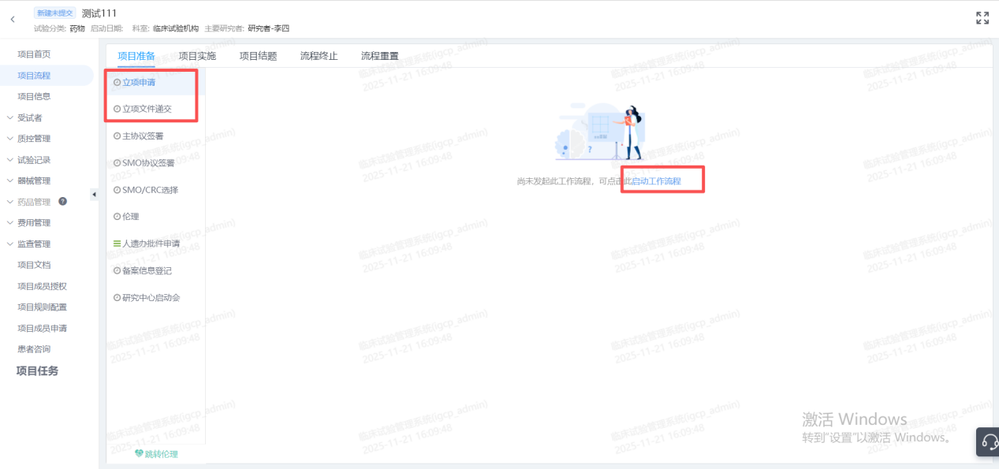 新建未提交 测试111
试验分类: 药物 启动日期: 科室: 临床试验机构 主要研究者: 研究者-李四
项目首页
项目流程
项目信息
受试者
质控管理
试验记录
器械管理
药品管理 ?
费用管理
监查管理
项目文档
项目成员授权
项目规则配置
项目成员申请
患者咨询
项目任务
项目准备 项目实施 项目结题 流程终止 流程重置
立项申请
立项文件递交
主协议签署
SMO协议签署
SMO/CRC选择
伦理
人遗办批件申请
备案信息登记
研究中心启动会
跳转伦理
尚未发起此工作流程，可点击此启动工作流程
临床试验管理系统(igcp_admin)
2025-11-21 16:09:48
激活 Windows
转到"设置"以激活 Windows。